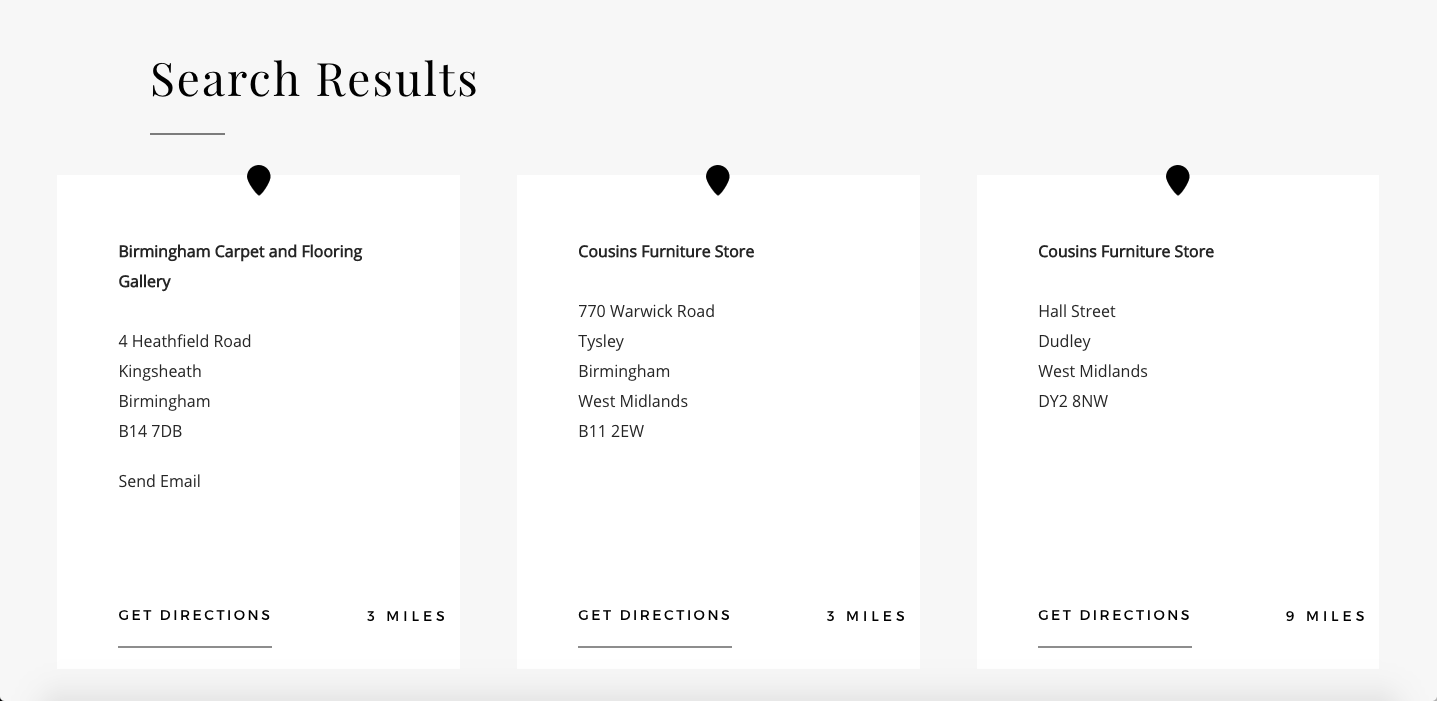 Search Results
Birmingham Carpet and Flooring
Gallery
4 Heathfield Road
Kingsheath
Birmingham
B14 7DB
Send Email
GET DIRECTIONS
3 MILES
Cousins Furniture Store
770 Warwick Road
Tysley
Birmingham
West Midlands
B11 2EW
GET DIRECTIONS
3 MILES
Cousins Furniture Store
Hall Street
Dudley
West Midlands
DY2 8NW
GET DIRECTIONS
9 MILES